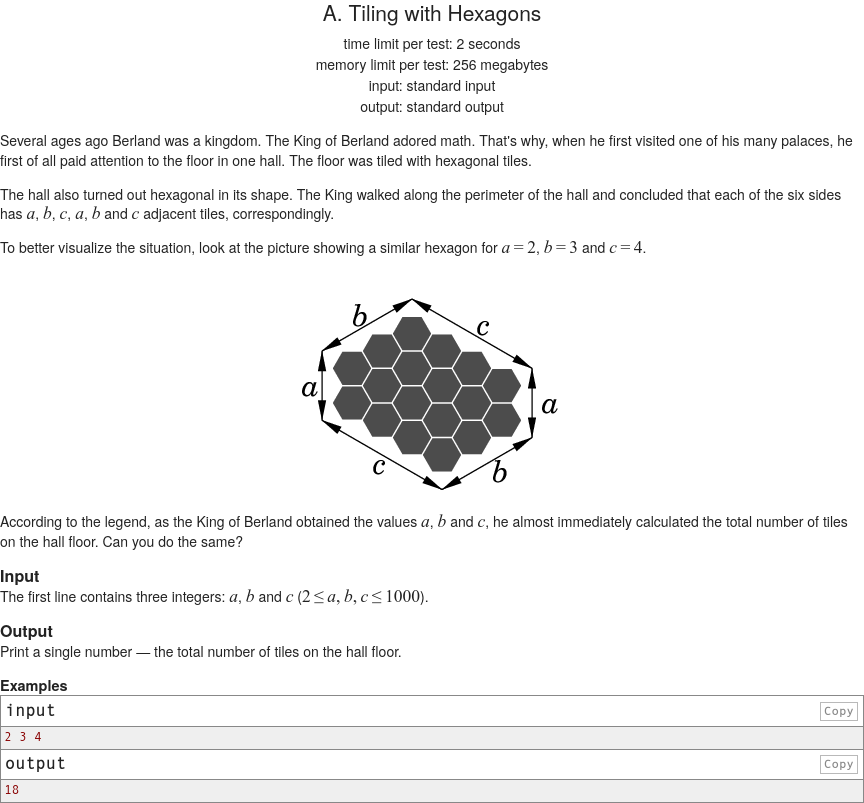 A. Tiling with Hexagons
time limit per test: 2 seconds
memory limit per test: 256 megabytes
input: standard input
output: standard output
Several ages ago Berland was a kingdom. The King of Berland adored math. That's why, when he first visited one of his many palaces, he
first of all paid attention to the floor in one hall. The floor was tiled with hexagonal tiles.
The hall also turned out hexagonal in its shape. The King walked along the perimeter of the hall and concluded that each of the six sides
has a, b, c, a, b and c adjacent tiles, correspondingly.
To better visualize the situation, look at the picture showing a similar hexagon for a = 2, b = 3 and c = 4.
b
c
a
a
c
b
According to the legend, as the King of Berland obtained the values a, b and c, he almost immediately calculated the total number of tiles
on the hall floor. Can you do the same?
Input
The first line contains three integers: a, b and c (2 ≤ a, b, c ≤ 1000).
Output
Print a single number — the total number of tiles on the hall floor.
Examples
input Copy
2 3 4
output Copy
18